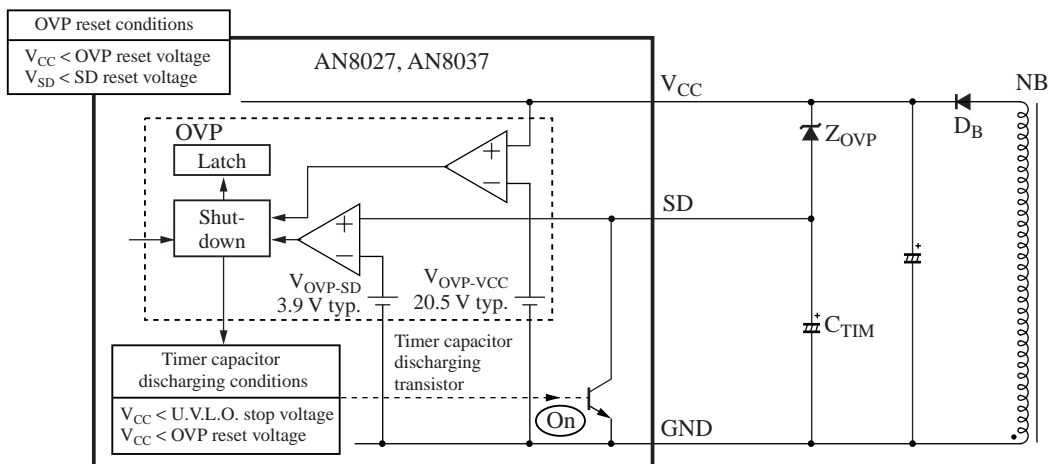 OVP reset conditions
V_CC < OVP reset voltage
V_SD < SD reset voltage
AN8027, AN8037
V_CC
NB
D_B
OVP
Latch
Z_OVP
Shut-
down
SD
V_OVP-SD
3.9 V typ.
V_OVP-VCC
20.5 V typ.
C_TIM
Timer capacitor
discharging conditions
V_CC < U.V.L.O. stop voltage
V_CC < OVP reset voltage
Timer capacitor
discharging
transistor
On
GND